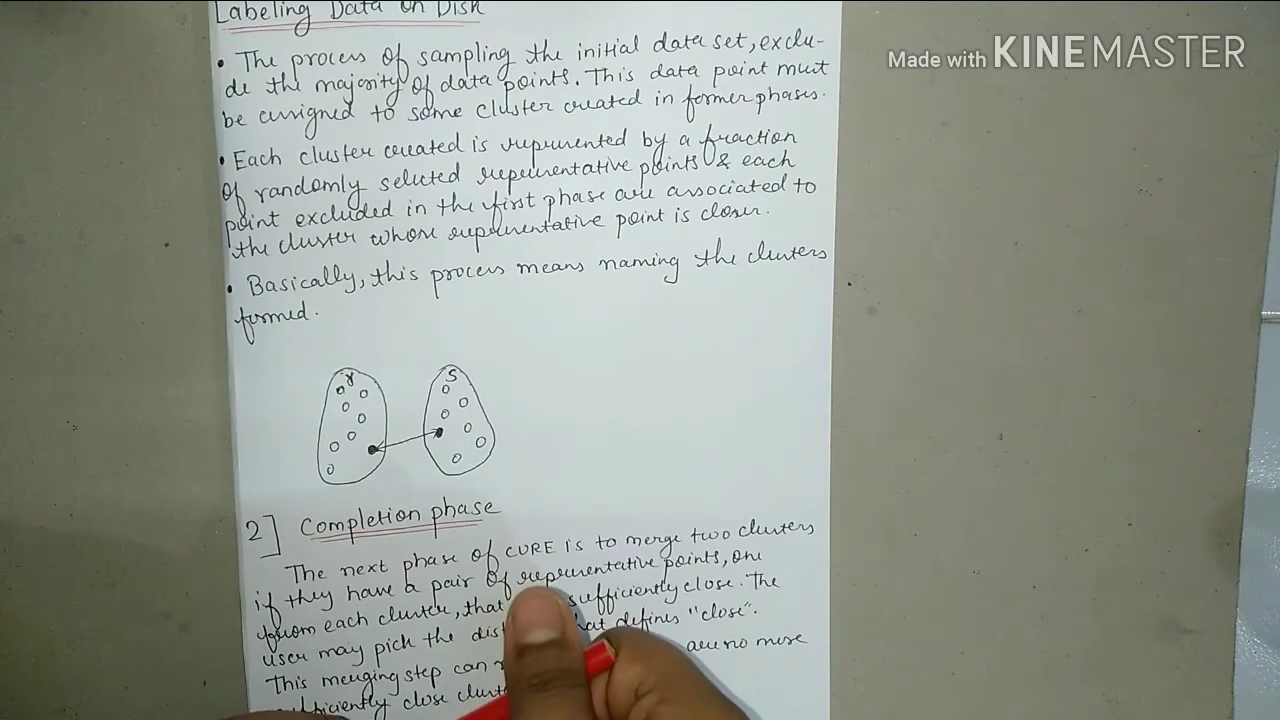 Labeling Data on Disk
Made with KINEMASTER
• The process of sampling the initial data set, exclu-
de the majority of data points. This data point must
be assigned to some cluster created in former phases.
• Each cluster created is represented by a fraction
of randomly selected representative points & each
point excluded in the first phase are associated to
the cluster whose representative point is closer.
• Basically, this process means naming the clusters
formed.
r
S
2] Completion phase
The next phase of CURE is to merge two clusters
if they have a pair of representative points, one
from each cluster, that sufficiently close. The
user may pick the that defines "close".
This merging step can are no more
sufficiently close